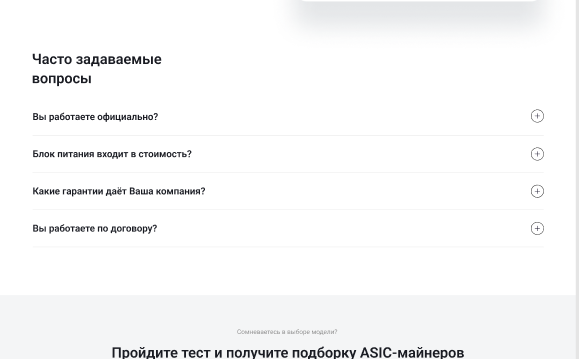 Часто задаваемые
вопросы
Вы работаете официально?
Блок питания входит в стоимость?
Какие гарантии даёт Ваша компания?
Вы работаете по договору?
Сомневаетесь в выборе модели?
Пройдите тест и получите подборку ASIC-майнеров